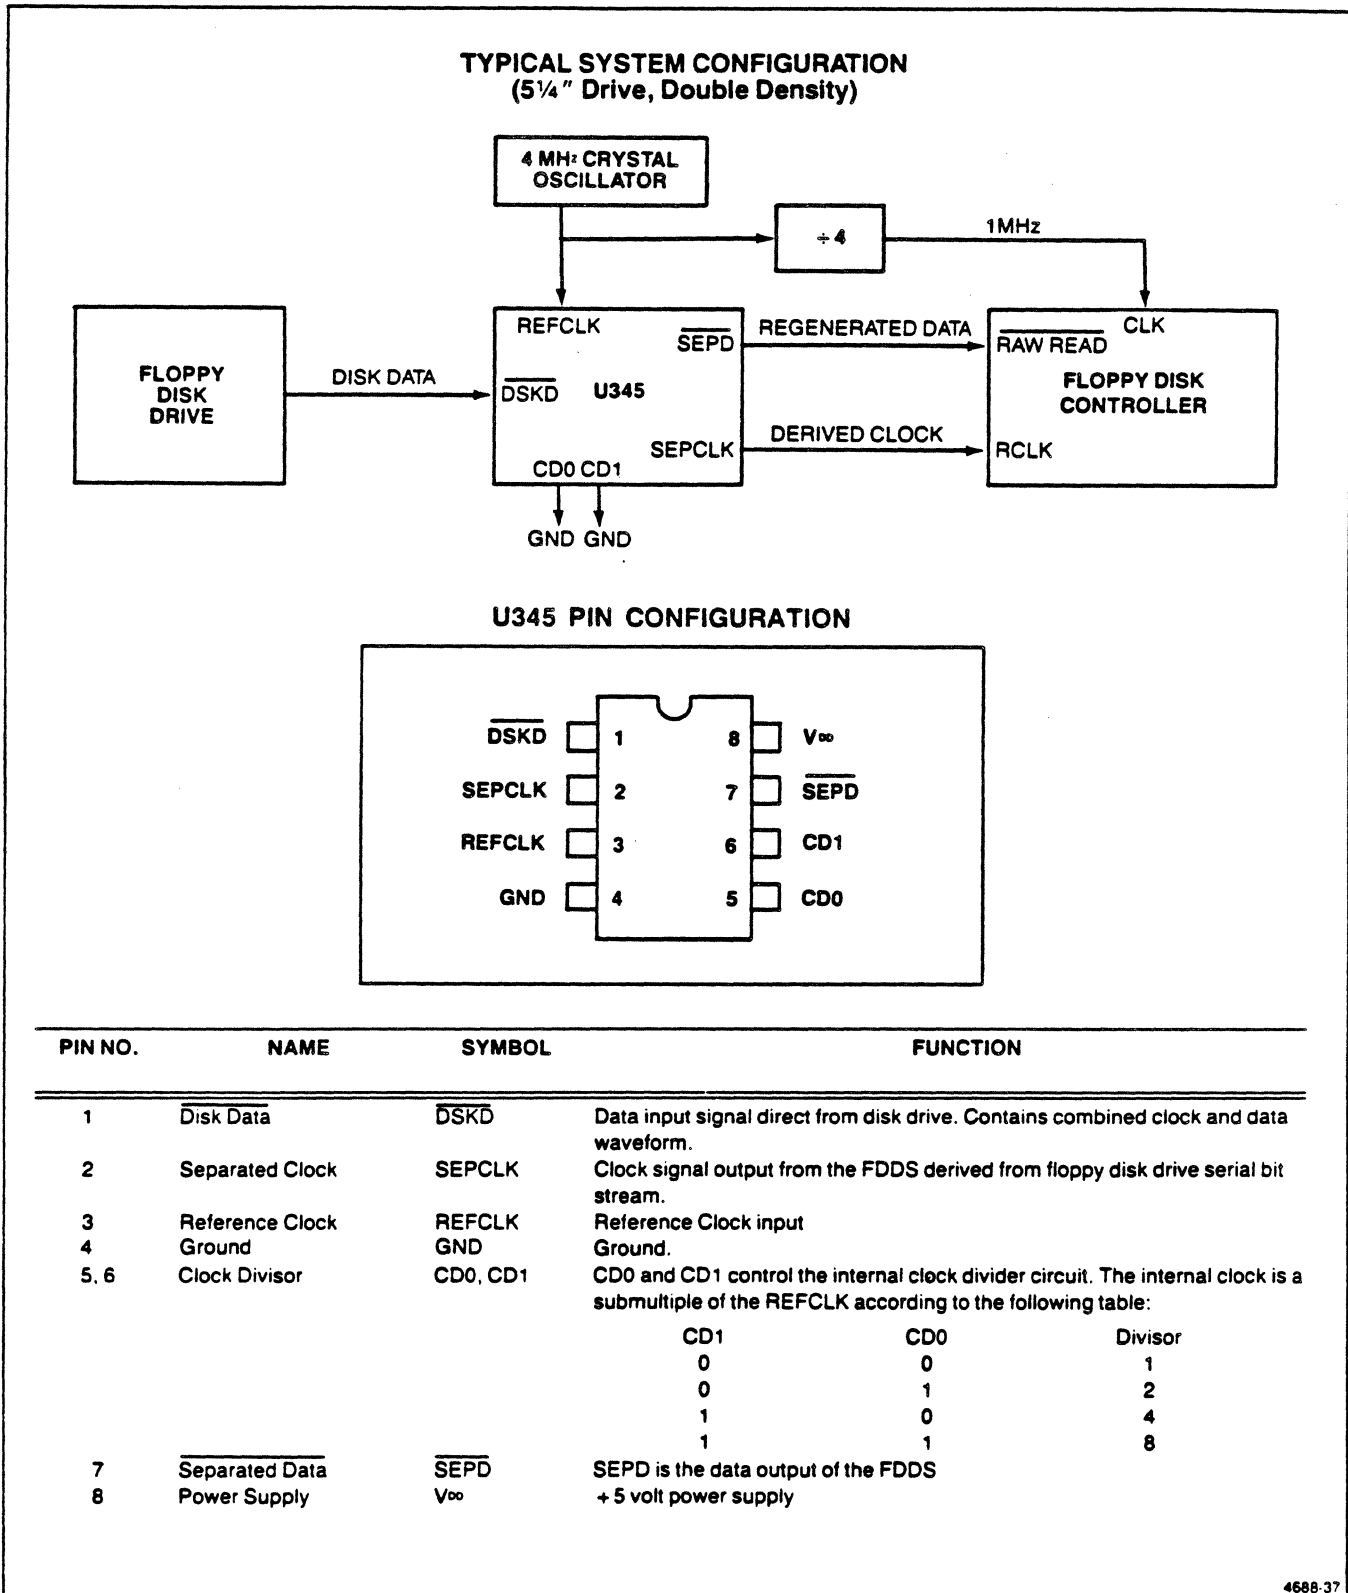 TYPICAL SYSTEM CONFIGURATION
(5¼" Drive, Double Density)
4 MHz CRYSTAL
OSCILLATOR
÷ 4
1MHz
FLOPPY
DISK
DRIVE
DISK DATA
REFCLK
SEPD
DSKD
U345
SEPCLK
CD0 CD1
GND GND
REGENERATED DATA
DERIVED CLOCK
CLK
RAW READ
FLOPPY DISK
CONTROLLER
RCLK
U345 PIN CONFIGURATION
DSKD 1 8 VDD
SEPCLK 2 7 SEPD
REFCLK 3 6 CD1
GND 4 5 CD0
PIN NO. NAME SYMBOL FUNCTION
1 Disk Data DSKD Data input signal direct from disk drive. Contains combined clock and data
waveform.
2 Separated Clock SEPCLK Clock signal output from the FDDS derived from floppy disk drive serial bit
stream.
3 Reference Clock REFCLK Reference Clock input
4 Ground GND Ground.
5, 6 Clock Divisor CD0, CD1 CD0 and CD1 control the internal clock divider circuit. The internal clock is a
submultiple of the REFCLK according to the following table:
CD1 CD0 Divisor
0 0 1
0 1 2
1 0 4
1 1 8
7 Separated Data SEPD SEPD is the data output of the FDDS
8 Power Supply VDD + 5 volt power supply
4688-37